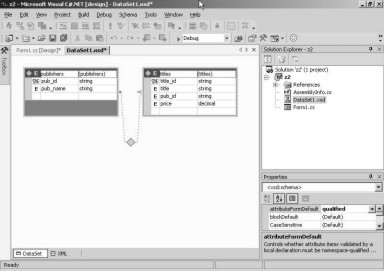 z2 - Microsoft Visual C#.NET [design] - DataSet1.xsd*
File Edit View Project Build Debug Schema Tools Window Help
Debug
Toolbox
Form1.cs [Design]* DataSet1.xsd*
publishers (publishers)
pub_id string
E pub_name string
E titles (titles)
title_id string
E title string
E pub_id string
E price decimal
DataSet XML
Ready
Solution Explorer - z2
Solution 'z2' (1 project)
z2
References
AssemblyInfo.cs
DataSet1.xsd
Form1.cs
Properties
<xsd:schema>
attributeFormDefault qualified
blockDefault (Default)
CaseSensitive (Default)
attributeFormDefault
Controls whether attribute items validated by a
local declaration must be namespace-qualified ...